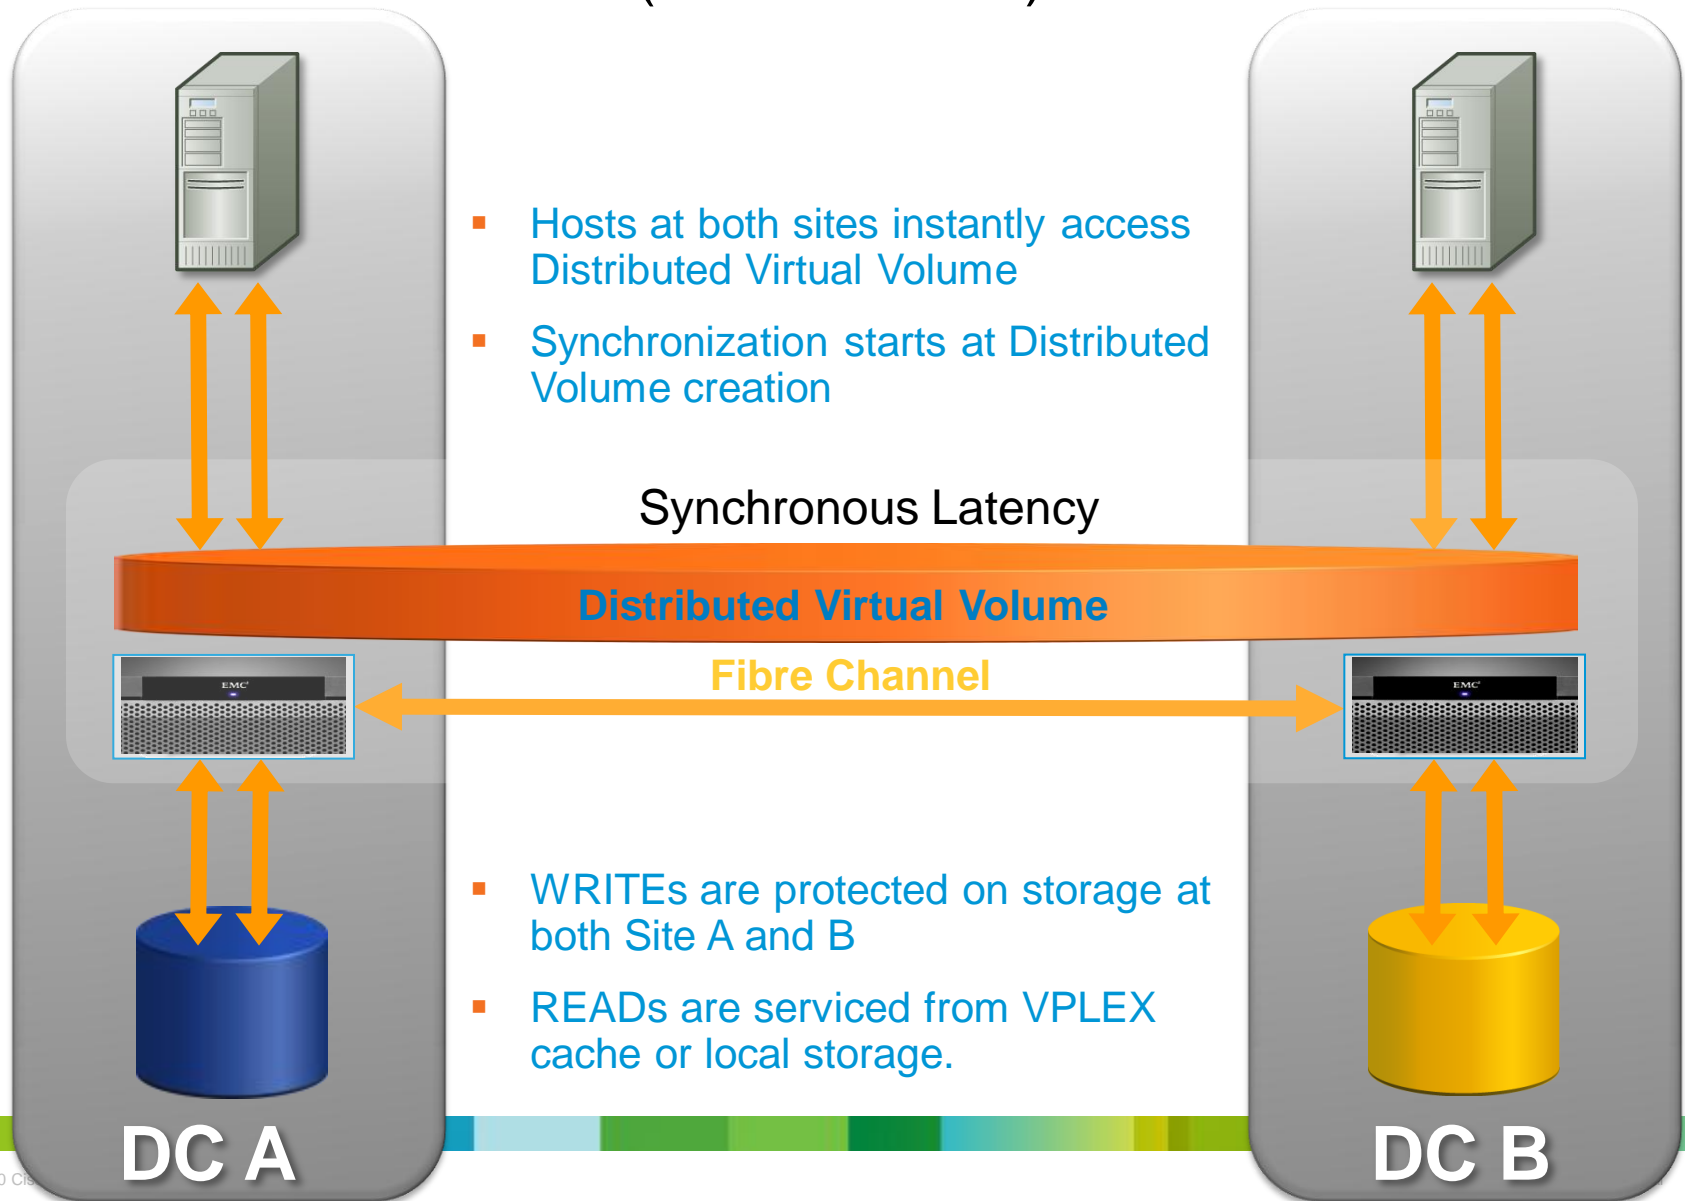 Hosts at both sites instantly access
Distributed Virtual Volume
Synchronization starts at Distributed
Volume creation
Synchronous Latency
Distributed Virtual Volume
Fibre Channel
EMC²
EMC²
WRITEs are protected on storage at
both Site A and B
READs are serviced from VPLEX
cache or local storage.
DC A
DC B